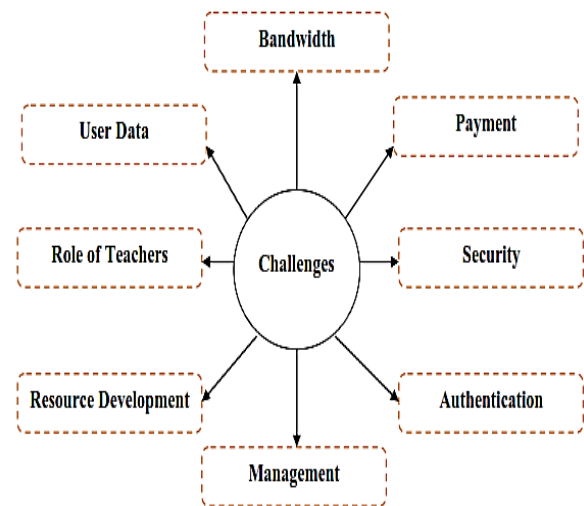 Bandwidth
User Data
Payment
Role of Teachers
Challenges
Security
Resource Development
Authentication
Management